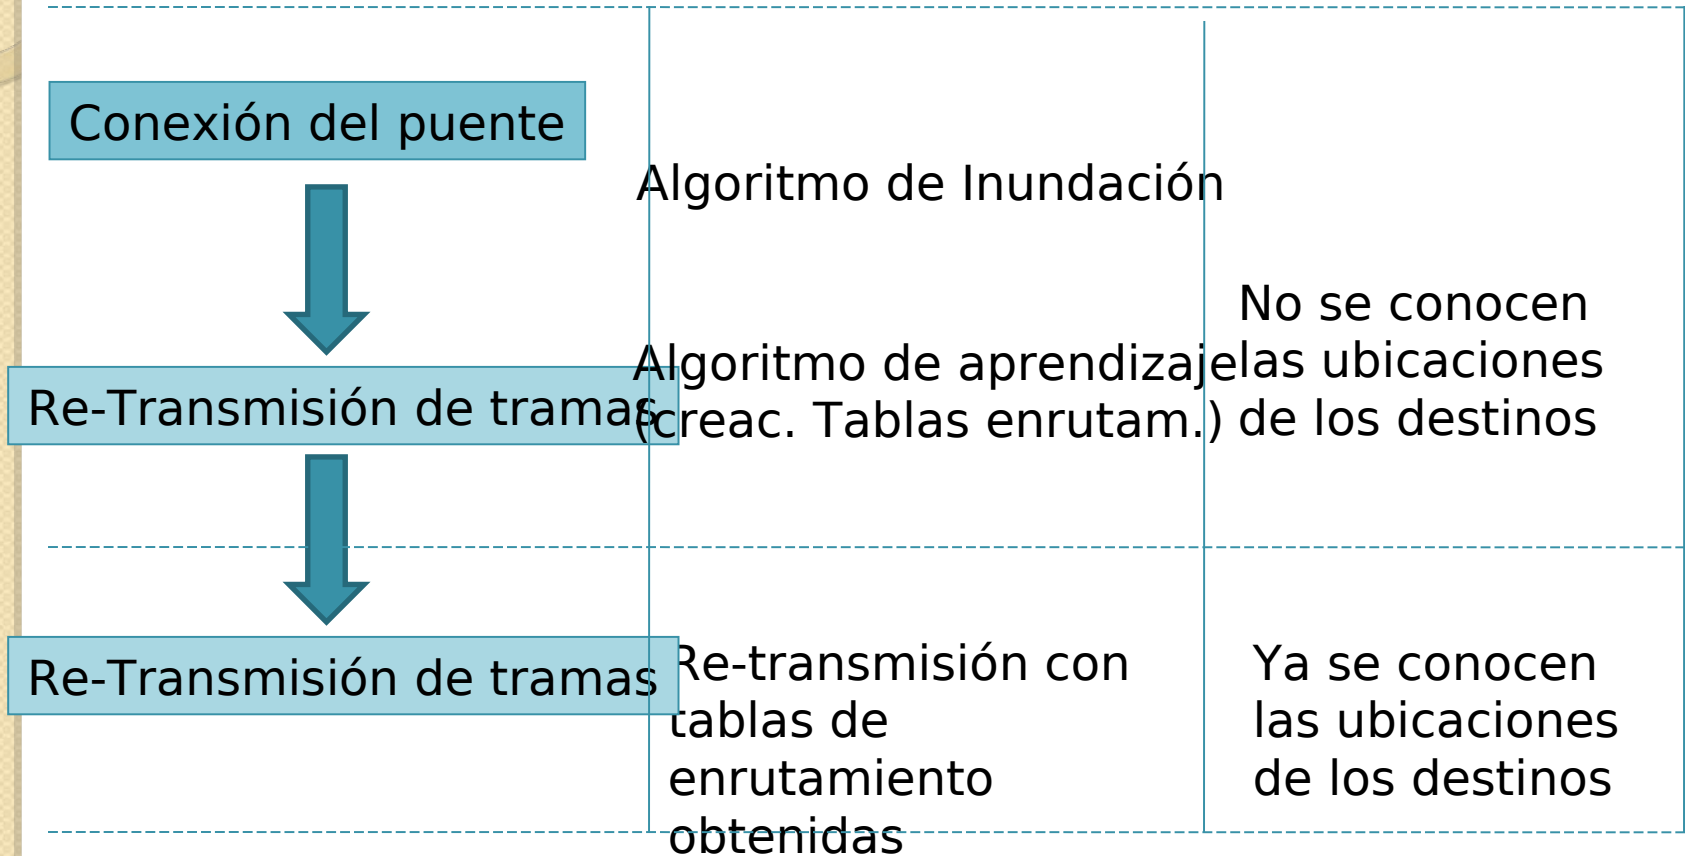 Conexión del puente
Algoritmo de Inundación
Re-Transmisión de tramas
Algoritmo de aprendizaje
(creac. Tablas enrutam.)
No se conocen
las ubicaciones
de los destinos
Re-Transmisión de tramas
Re-transmisión con
tablas de
enrutamiento
obtenidas
Ya se conocen
las ubicaciones
de los destinos